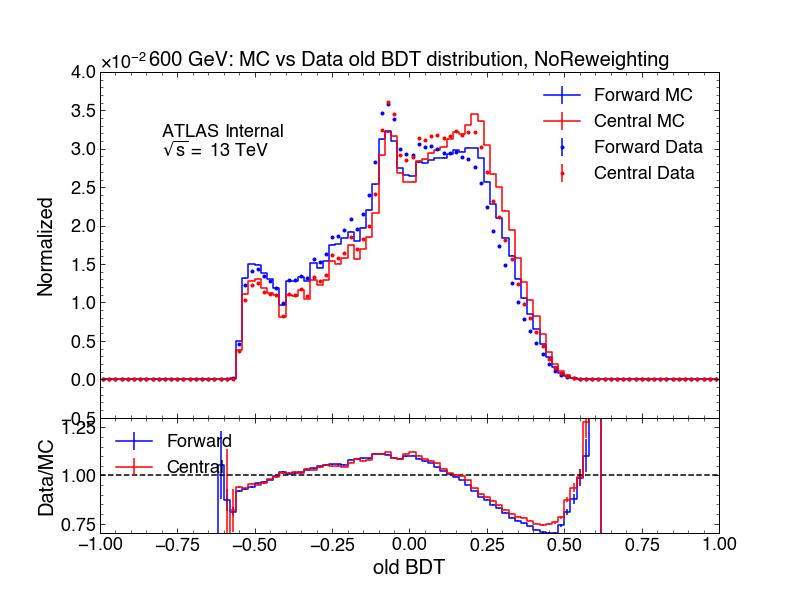 ×10⁻² 600 GeV: MC vs Data old BDT distribution, NoReweighting
4.0
3.5
3.0
2.5
2.0
1.5
1.0
0.5
0.0
−0.5
Normalized
ATLAS Internal
√s = 13 TeV
Forward MC
Central MC
Forward Data
Central Data
1.25
1.00
0.75
Data/MC
Forward
Central
−1.00 −0.75 −0.50 −0.25 0.00 0.25 0.50 0.75 1.00
old BDT